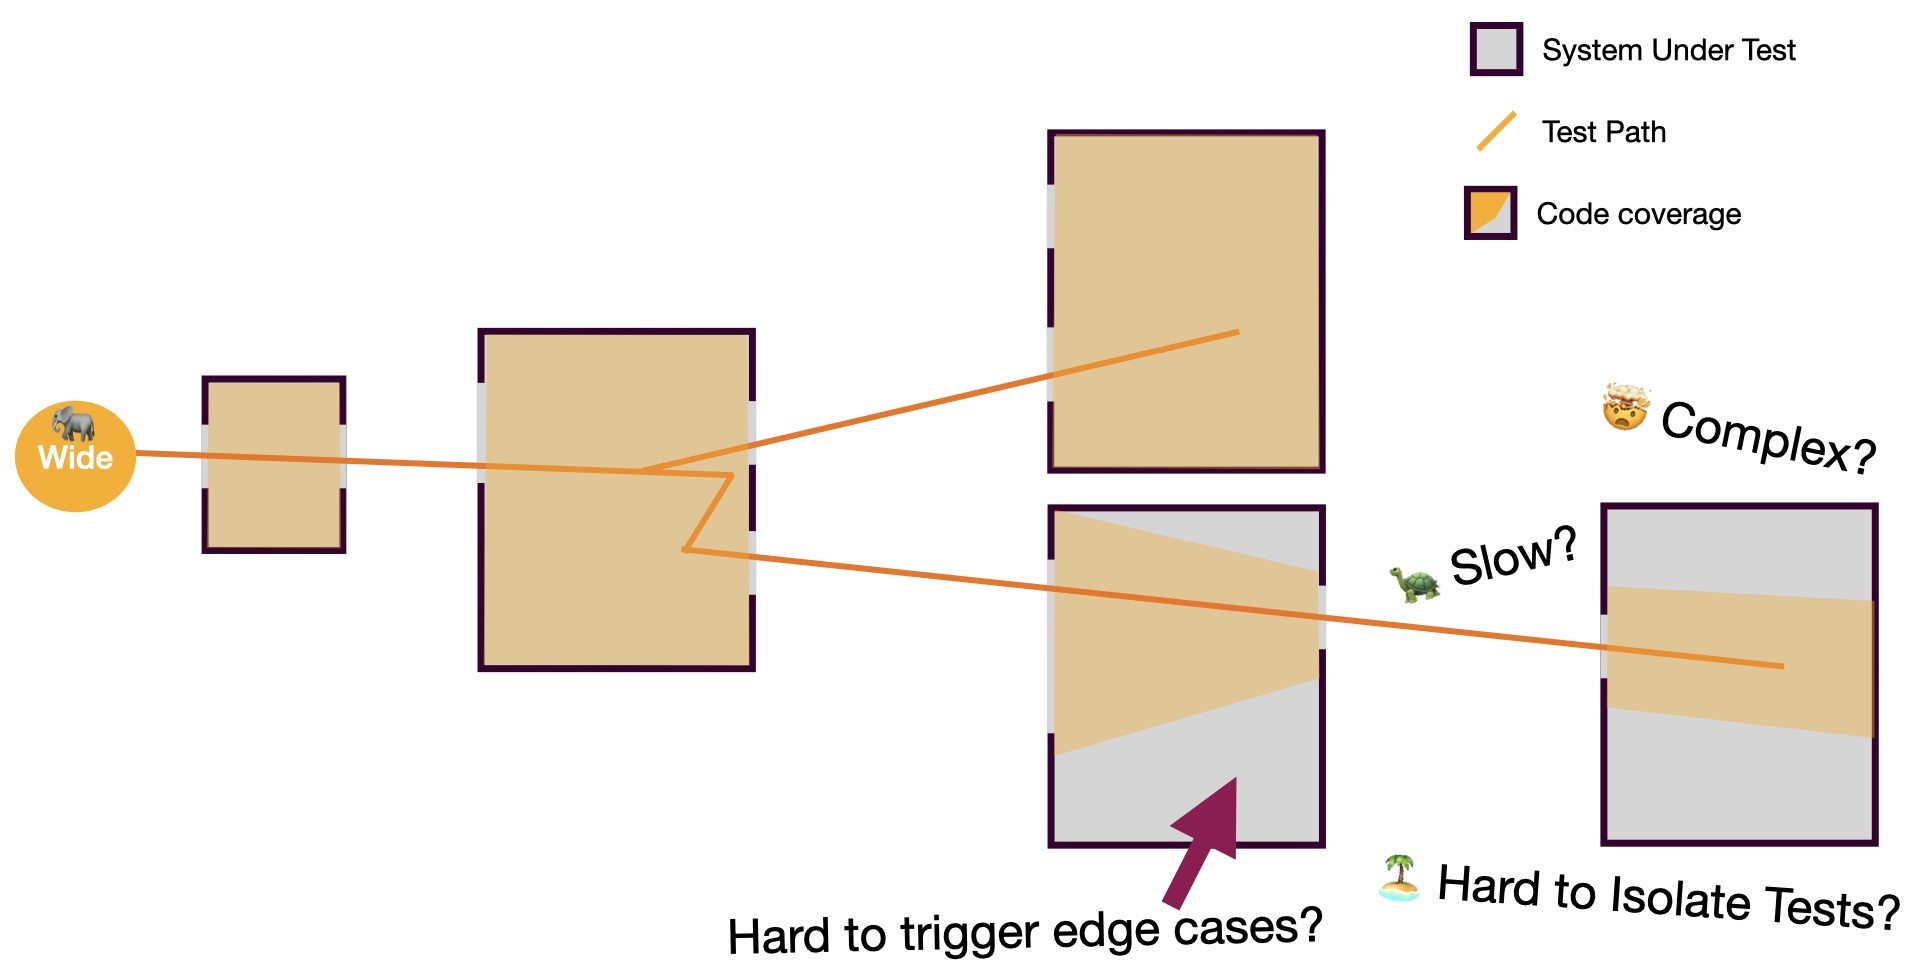 System Under Test
Test Path
Code coverage
Wide
Complex?
Slow?
Hard to Isolate Tests?
Hard to trigger edge cases?